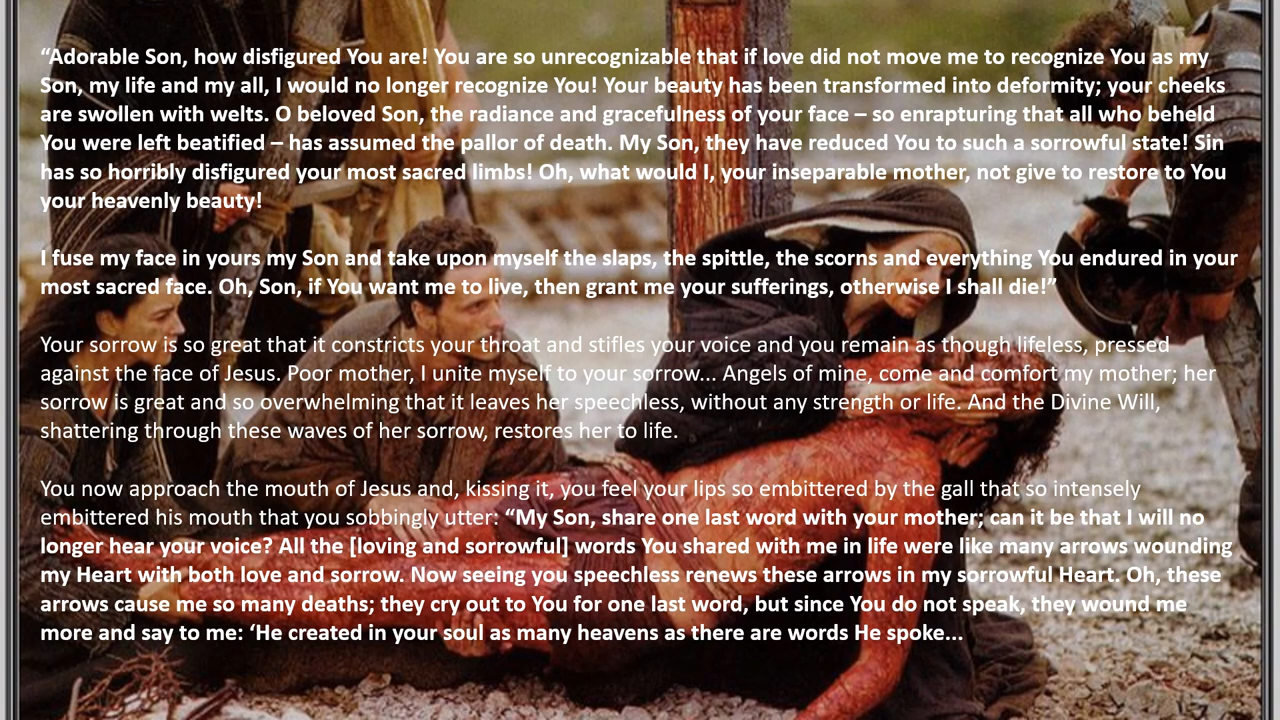 “Adorable Son, how disfigured You are! You are so unrecognizable that if love did not move me to recognize You as my
Son, my life and my all, I would no longer recognize You! Your beauty has been transformed into deformity; your cheeks
are swollen with welts. O beloved Son, the radiance and gracefulness of your face – so enrapturing that all who beheld
You were left beatified – has assumed the pallor of death. My Son, they have reduced You to such a sorrowful state! Sin
has so horribly disfigured your most sacred limbs! Oh, what would I, your inseparable mother, not give to restore to You
your heavenly beauty!
I fuse my face in yours my Son and take upon myself the slaps, the spittle, the scorns and everything You endured in your
most sacred face. Oh, Son, if You want me to live, then grant me your sufferings, otherwise I shall die!”
Your sorrow is so great that it constricts your throat and stifles your voice and you remain as though lifeless, pressed
against the face of Jesus. Poor mother, I unite myself to your sorrow... Angels of mine, come and comfort my mother; her
sorrow is great and so overwhelming that it leaves her speechless, without any strength or life. And the Divine Will,
shattering through these waves of her sorrow, restores her to life.
You now approach the mouth of Jesus and, kissing it, you feel your lips so embittered by the gall that so intensely
embittered his mouth that you sobbingly utter: “My Son, share one last word with your mother; can it be that I will no
longer hear your voice? All the [loving and sorrowful] words You shared with me in life were like many arrows wounding
my Heart with both love and sorrow. Now seeing you speechless renews these arrows in my sorrowful Heart. Oh, these
arrows cause me so many deaths; they cry out to You for one last word, but since You do not speak, they wound me
more and say to me: ‘He created in your soul as many heavens as there are words He spoke...